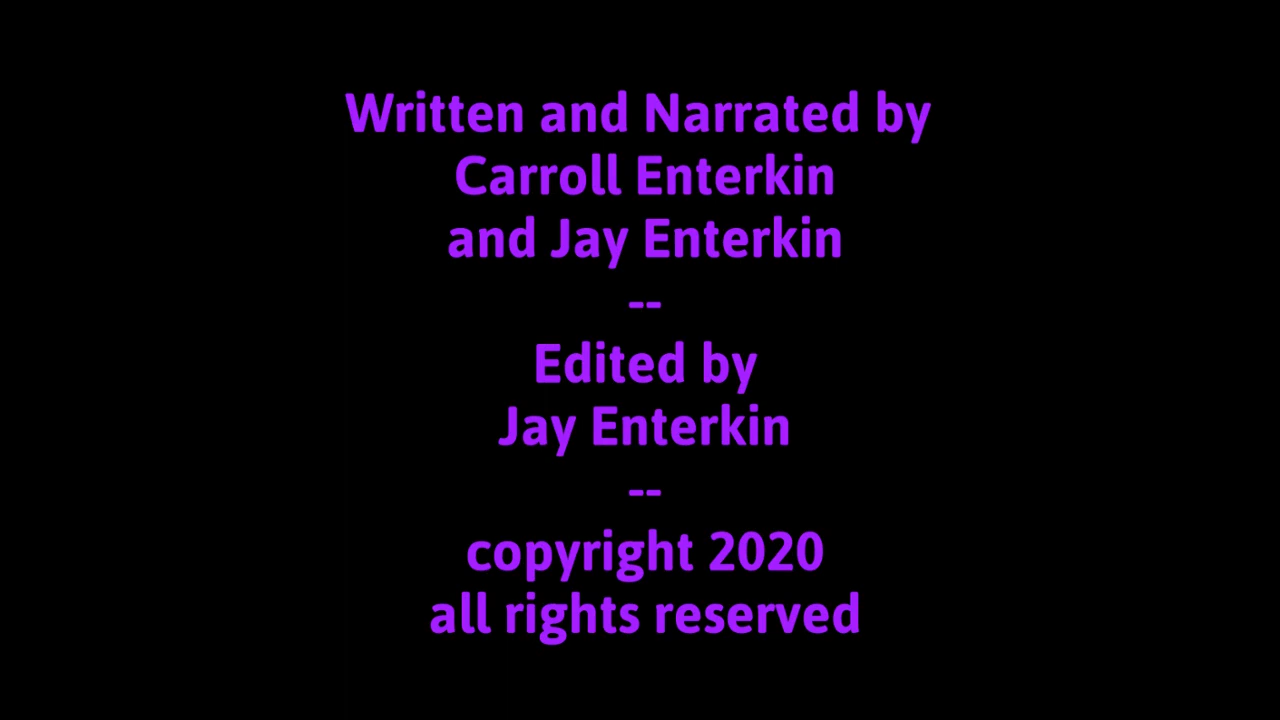 Written and Narrated by
Carroll Enterkin
and Jay Enterkin
--
Edited by
Jay Enterkin
--
copyright 2020
all rights reserved